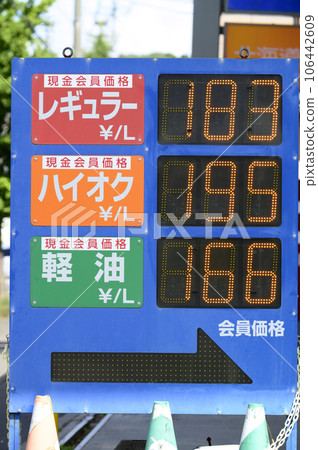 現金会員価格
レギュラー
¥/L
183
現金会員価格
ハイオク
¥/L
195
現金会員価格
軽油
¥/L
166
会員価格
PIXTA
106442609